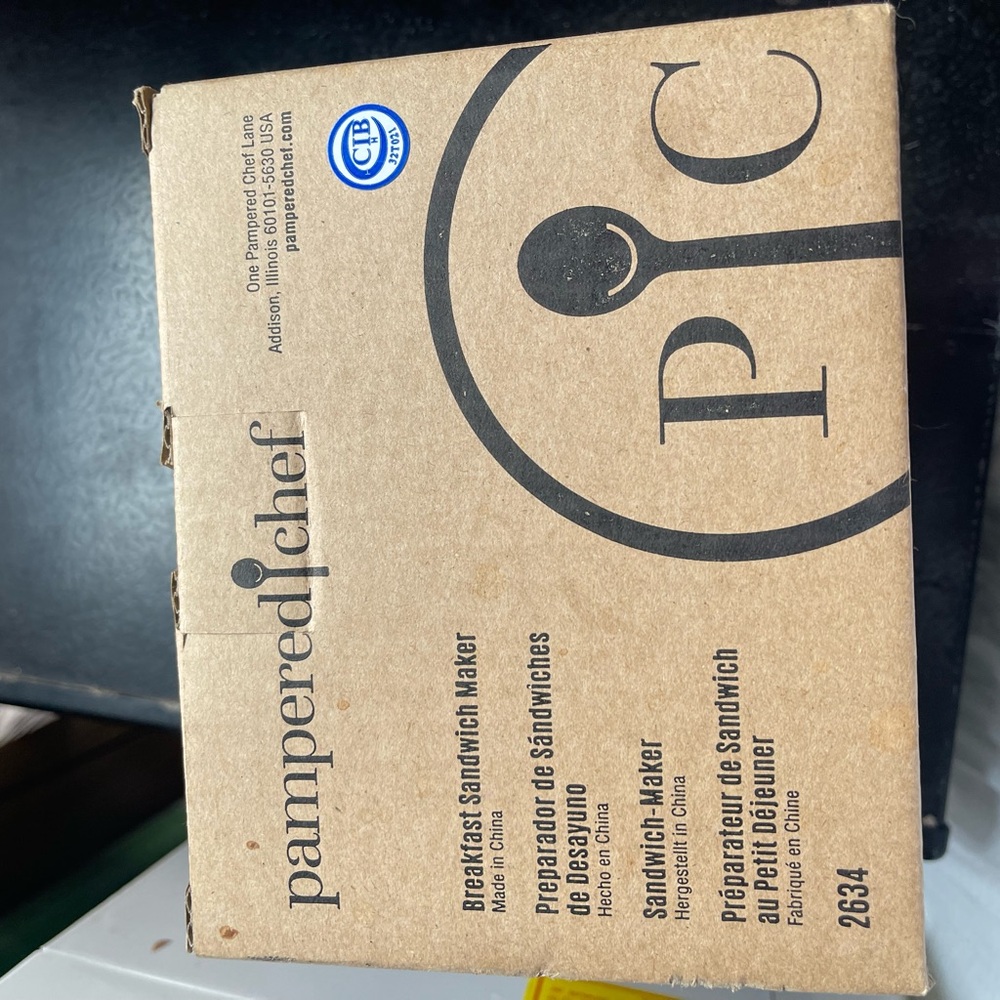 pampered chef
One Pampered Chef Lane
Addison, Illinois 60101-5630 USA
pamperedchef.com
CIB
H
J2T021
Breakfast Sandwich Maker
Made in China
Preparador de Sándwiches
de Desayuno
Hecho en China
Sandwich-Maker
Hergestellt in China
Préparateur de Sandwich
au Petit Déjeuner
Fabriqué en Chine
2634
P C